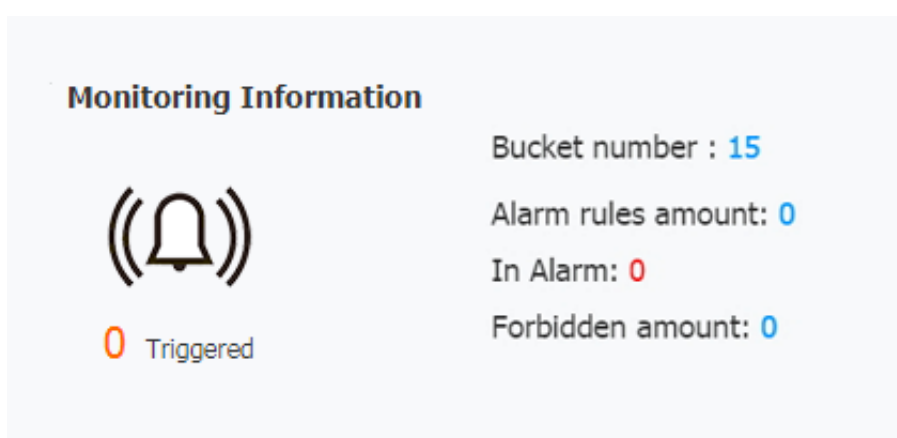 Monitoring Information
Bucket number : 15
Alarm rules amount: 0
In Alarm: 0
Forbidden amount: 0
0 Triggered